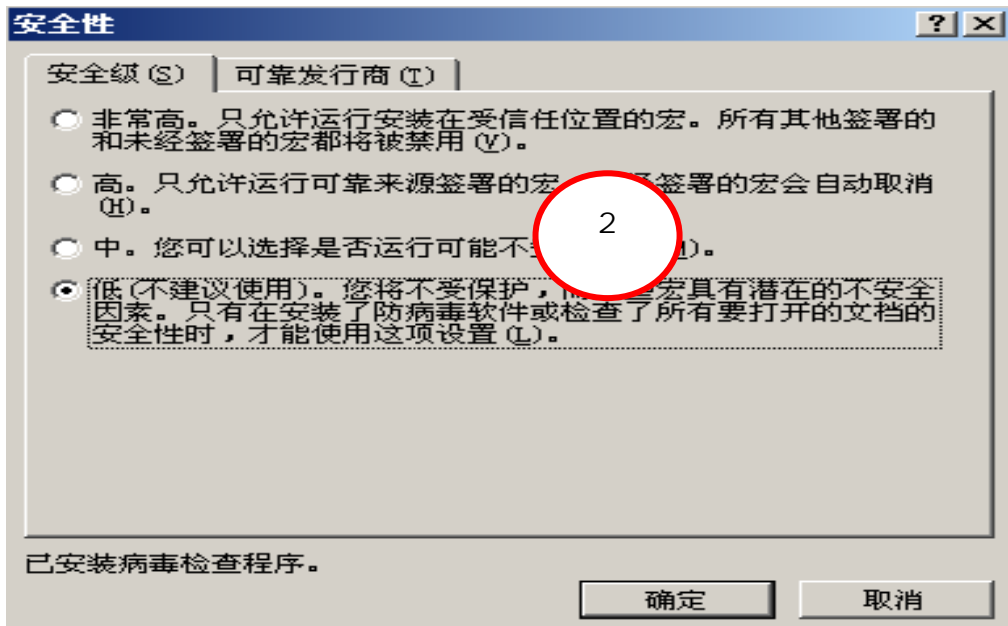 安全性
安全级(S)
可靠发行商(T)
非常高。只允许运行安装在受信任位置的宏。所有其他签署的
和未经签署的宏都将被禁用(V)。
高。只允许运行可靠来源签署的宏 签署的宏会自动取消
(H)。
2
中。您可以选择是否运行可能不 )。
低(不建议使用)。您将不受保护, 宏具有潜在的不安全
因素。只有在安装了防病毒软件或检查了所有要打开的文档的
安全性时,才能使用这项设置(L)。
已安装病毒检查程序。
确定
取消